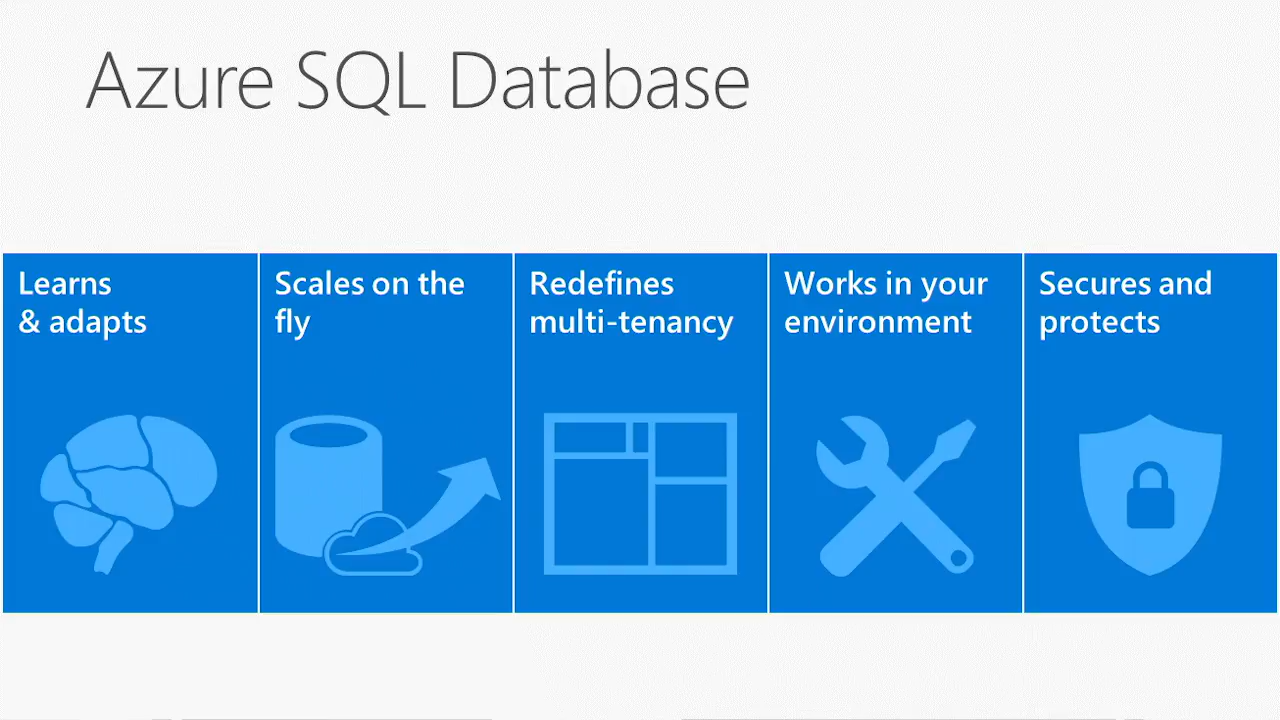 Azure SQL Database
Learns
& adapts
Scales on the
fly
Redefines
multi-tenancy
Works in your
environment
Secures and
protects